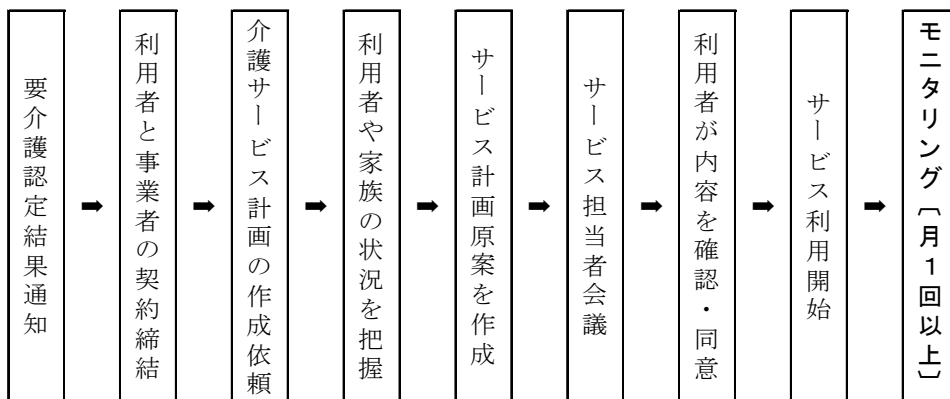 要介護認定結果通知
➡
利用者と事業者の契約締結
➡
介護サービス計画の作成依頼
➡
利用者や家族の状況を把握
➡
サービス計画原案を作成
➡
サービス担当者会議
➡
利用者が内容を確認・同意
➡
サービス利用開始
➡
モニタリング〔月1回以上〕